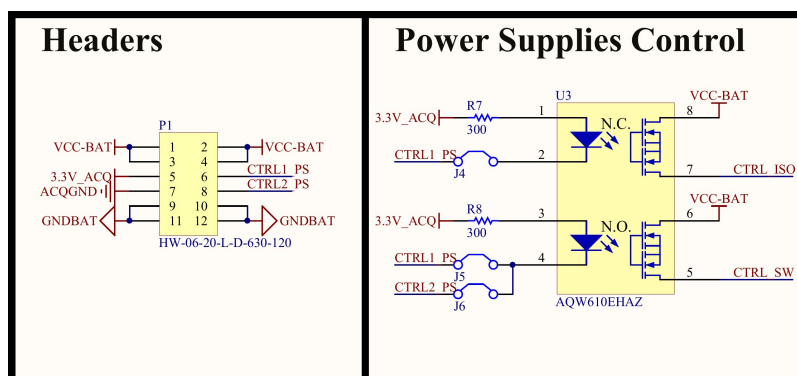 Headers
P1
VCC-BAT 1 2 VCC-BAT
3 4
3.3V_ACQ 5 6 CTRL1_PS
ACQGND 7 8 CTRL2_PS
9 10
GNDBAT 11 12 GNDBAT
HW-06-20-L-D-630-120
Power Supplies Control
U3
3.3V_ACQ R7 300 1 N.C. 8 VCC-BAT
CTRL1_PS J4 2 7 CTRL_ISO
3.3V_ACQ R8 300 3 N.O. 6 VCC-BAT
CTRL1_PS J5 4 5 CTRL_SW
CTRL2_PS J6
AQW610EHAZ